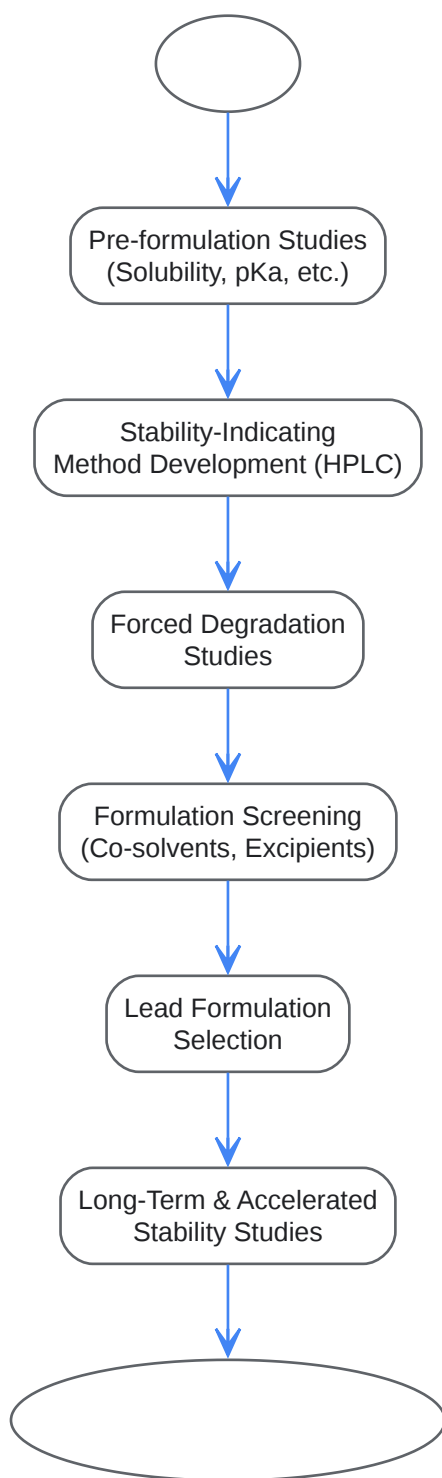 Pre-formulation Studies
(Solubility, pKa, etc.)
Stability-Indicating
Method Development (HPLC)
Forced Degradation
Studies
Formulation Screening
(Co-solvents, Excipients)
Lead Formulation
Selection
Long-Term & Accelerated
Stability Studies